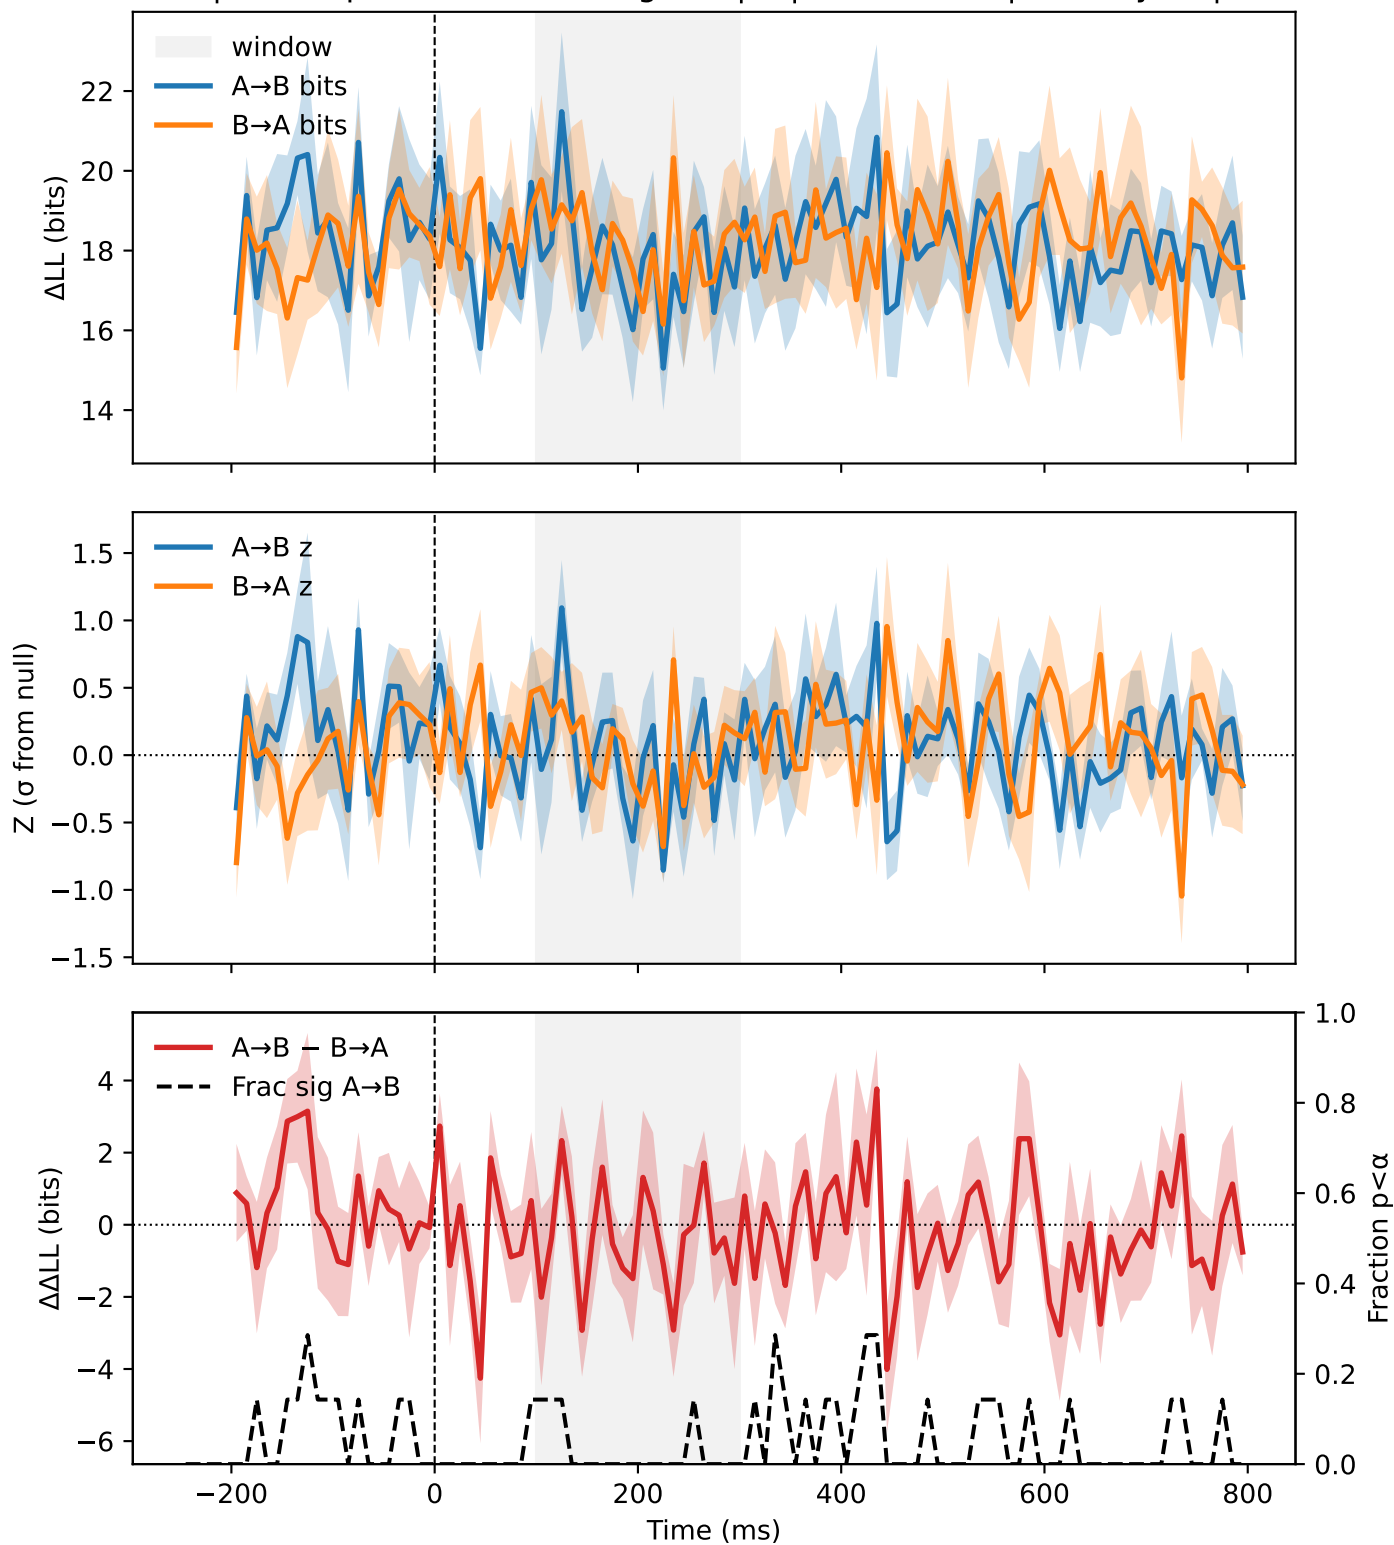 window
A→B bits
B→A bits
ΔLL (bits)
22
20
18
16
14
A→B z
B→A z
Z (σ from null)
1.5
1.0
0.5
0.0
−0.5
−1.0
−1.5
A→B − B→A
Frac sig A→B
ΔΔLL (bits)
4
2
0
−2
−4
−6
1.0
0.8
0.6
0.4
0.2
0.0
Fraction p<α
−200
0
200
400
600
800
Time (ms)